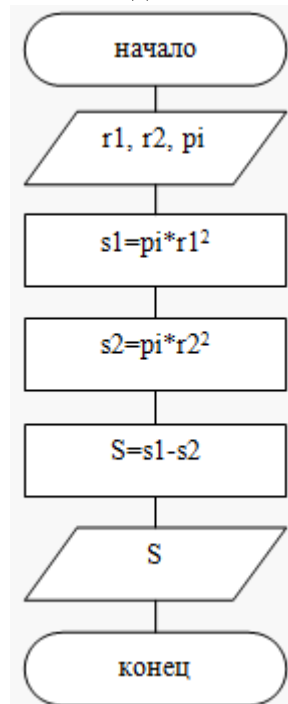 начало
r1, r2, pi
s1=pi*r1²
s2=pi*r2²
S=s1-s2
S
конец